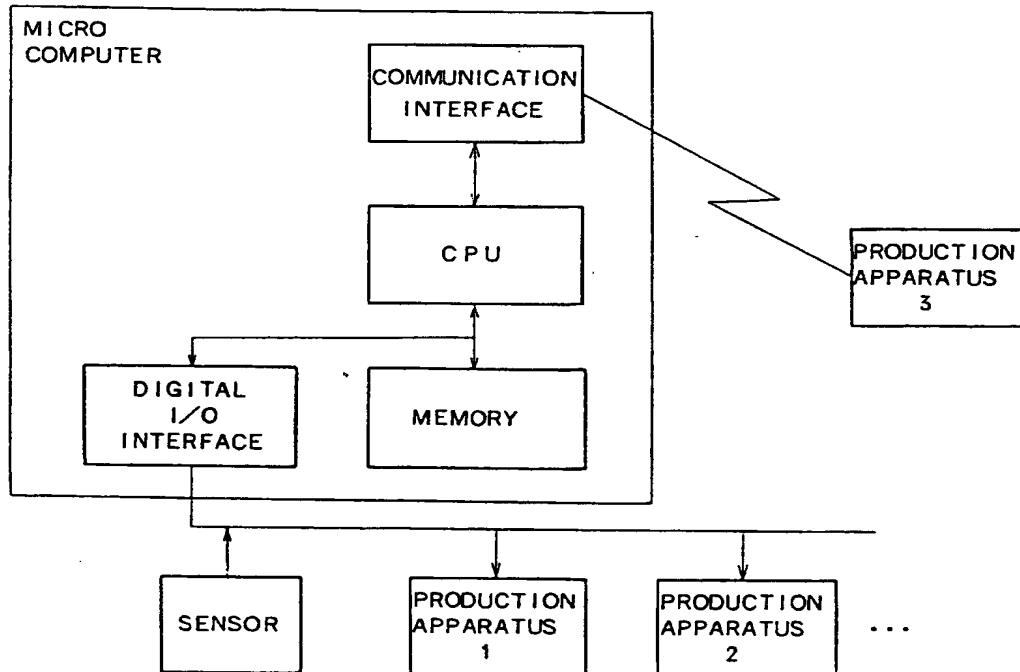 MICRO
COMPUTER
COMMUNICATION
INTERFACE
CPU
PRODUCTION
APPARATUS
3
DIGITAL
I/O
INTERFACE
MEMORY
SENSOR
PRODUCTION
APPARATUS
1
PRODUCTION
APPARATUS
2
...